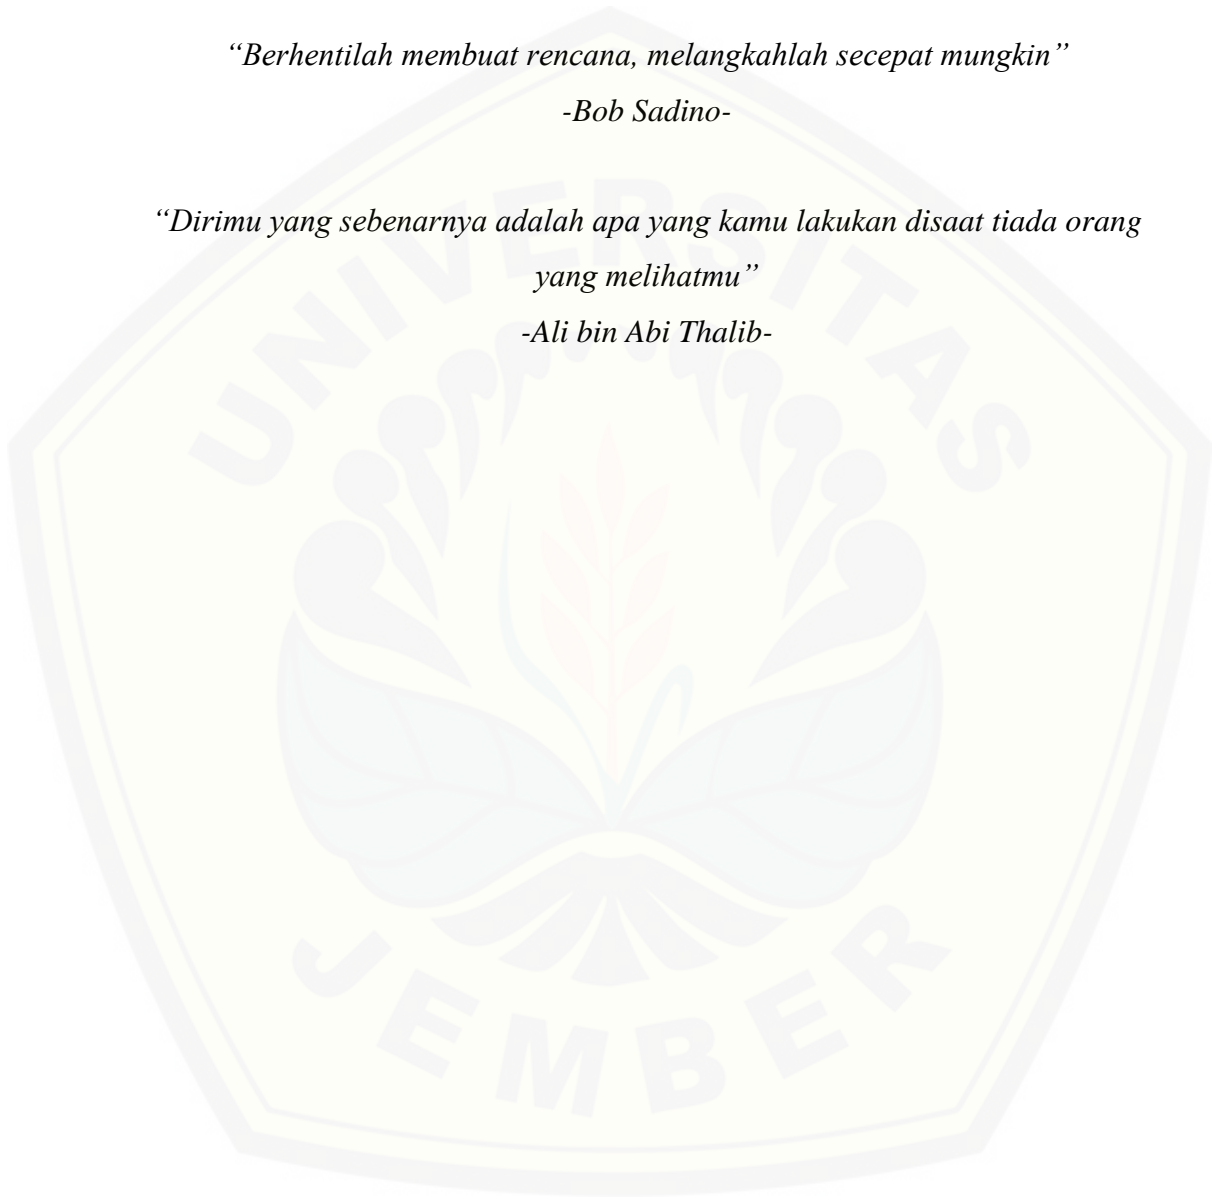 “Berhentilah membuat rencana, melangkahlah secepat mungkin”
-Bob Sadino-
“Dirimu yang sebenarnya adalah apa yang kamu lakukan disaat tiada orang
yang melihatmu”
-Ali bin Abi Thalib-
UNIVERSITAS
JEMBER